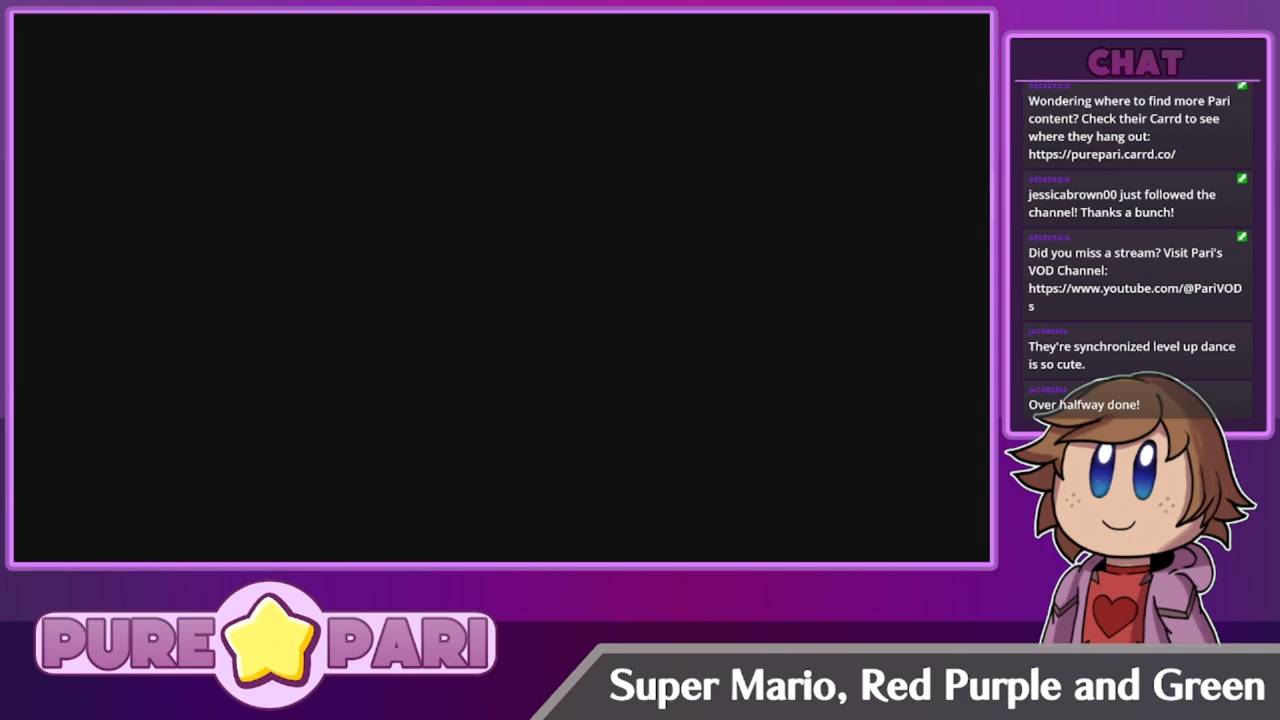 CHAT
DEDEDROID
Wondering where to find more Pari
content? Check their Carrd to see
where they hang out:
https://purepari.carrd.co/
DEDEDROID
jessicabrown00 just followed the
channel! Thanks a bunch!
DEDEDROID
Did you miss a stream? Visit Pari's
VOD Channel:
https://www.youtube.com/@PariVOD
s
They're synchronized level up dance
is so cute.
Over halfway done!
PURE PARI
Super Mario, Red Purple and Green